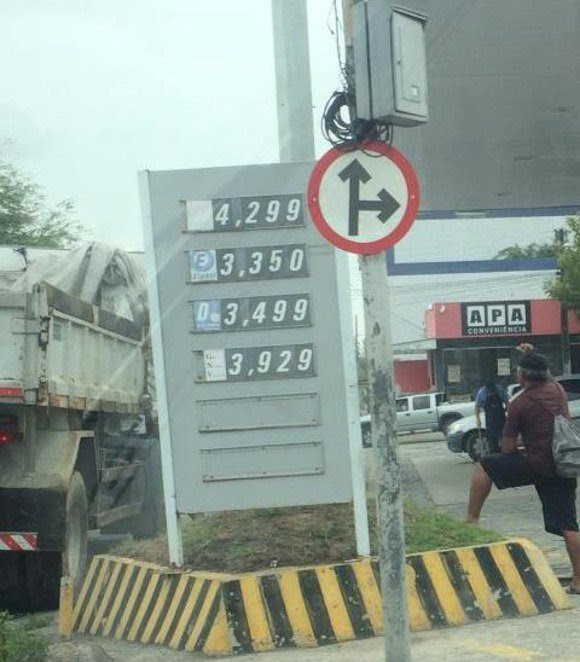 4,299
E 3,350
D 3,499
G N 3,929
APA
CONVENIÊNCIA